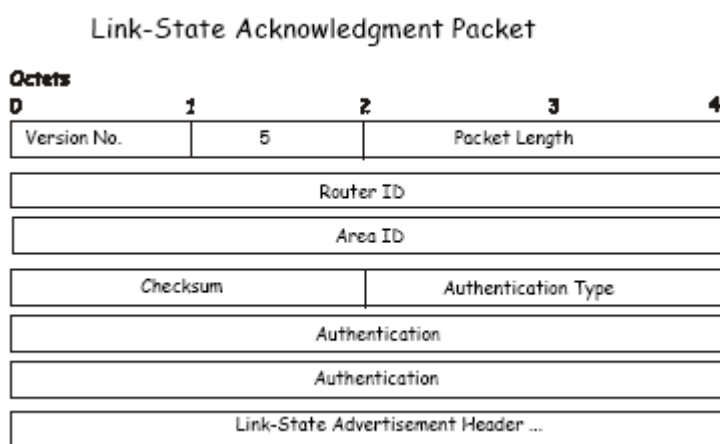 Link-State Acknowledgment Packet
Octets
0 1 2 3 4
Version No. 5 Packet Length
Router ID
Area ID
Checksum Authentication Type
Authentication
Authentication
Link-State Advertisement Header ...